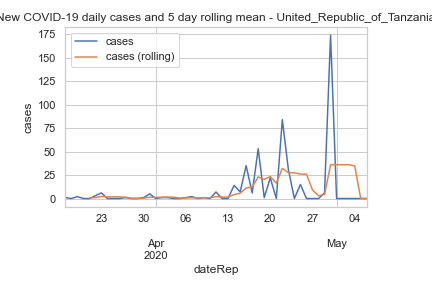 New COVID-19 daily cases and 5 day rolling mean - United_Republic_of_Tanzania
cases
cases (rolling)
175
150
125
100
75
50
25
0
cases
23 30 06 13 20 27 04
Apr May
2020
dateRep